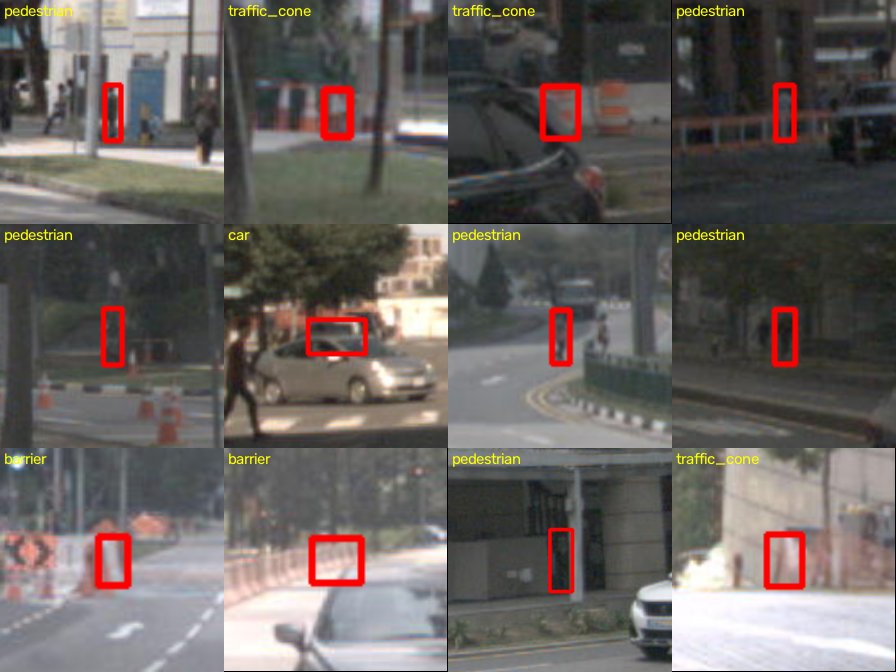 pedestrian
traffic_cone
traffic_cone
pedestrian
pedestrian
car
pedestrian
pedestrian
barrier
barrier
pedestrian
traffic_cone